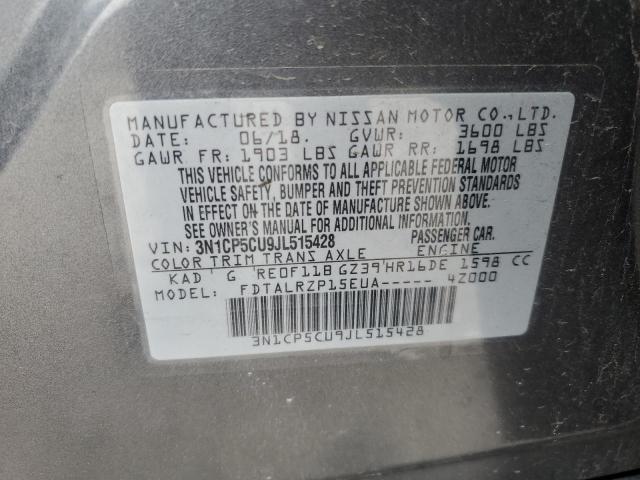 MANUFACTURED BY NISSAN MOTOR CO.,LTD.
DATE: 06/18. GVWR: 3600 LBS
GAWR FR: 1903 LBS GAWR RR: 1698 LBS
THIS VEHICLE CONFORMS TO ALL APPLICABLE FEDERAL MOTOR
VEHICLE SAFETY, BUMPER AND THEFT PREVENTION STANDARDS
IN EFFECT ON THE DATE OF MANUFACTURE SHOWN ABOVE.
SEE OWNER'S MANUAL FOR ADDITIONAL INFORMATION.
VIN: 3N1CP5CU9JL515428 PASSENGER CAR.
COLOR TRIM TRANS AXLE ENGINE
KAD G RE0F11B GZ39 HR16DE 1598 CC
MODEL: FDTALRZP15EUA----- 4Z000
3N1CP5CU9JL515428